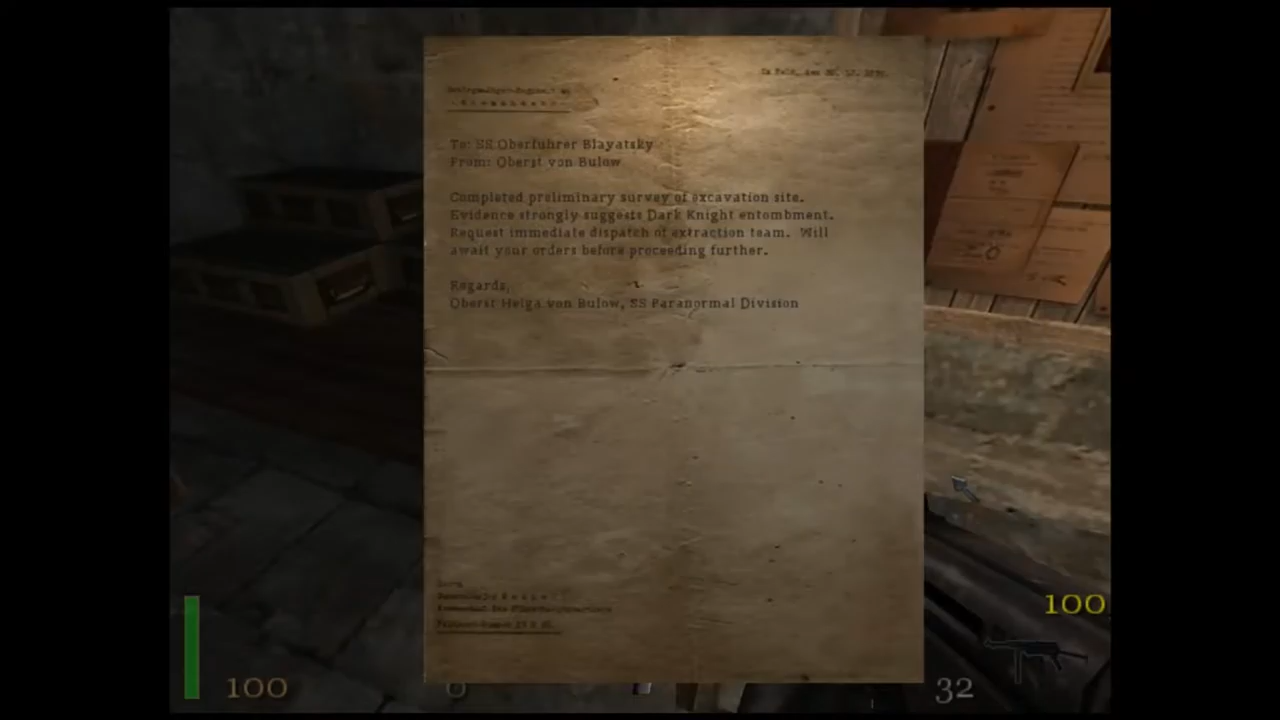 To: SS Oberfuhrer Blavatsky
From: Oberst von Bulow
Completed preliminary survey of excavation site.
Evidence strongly suggests Dark Knight entombment.
Request immediate dispatch of extraction team. Will
await your orders before proceeding further.
Regards,
Oberst Helga von Bulow, SS Paranormal Division
100
100
0
32